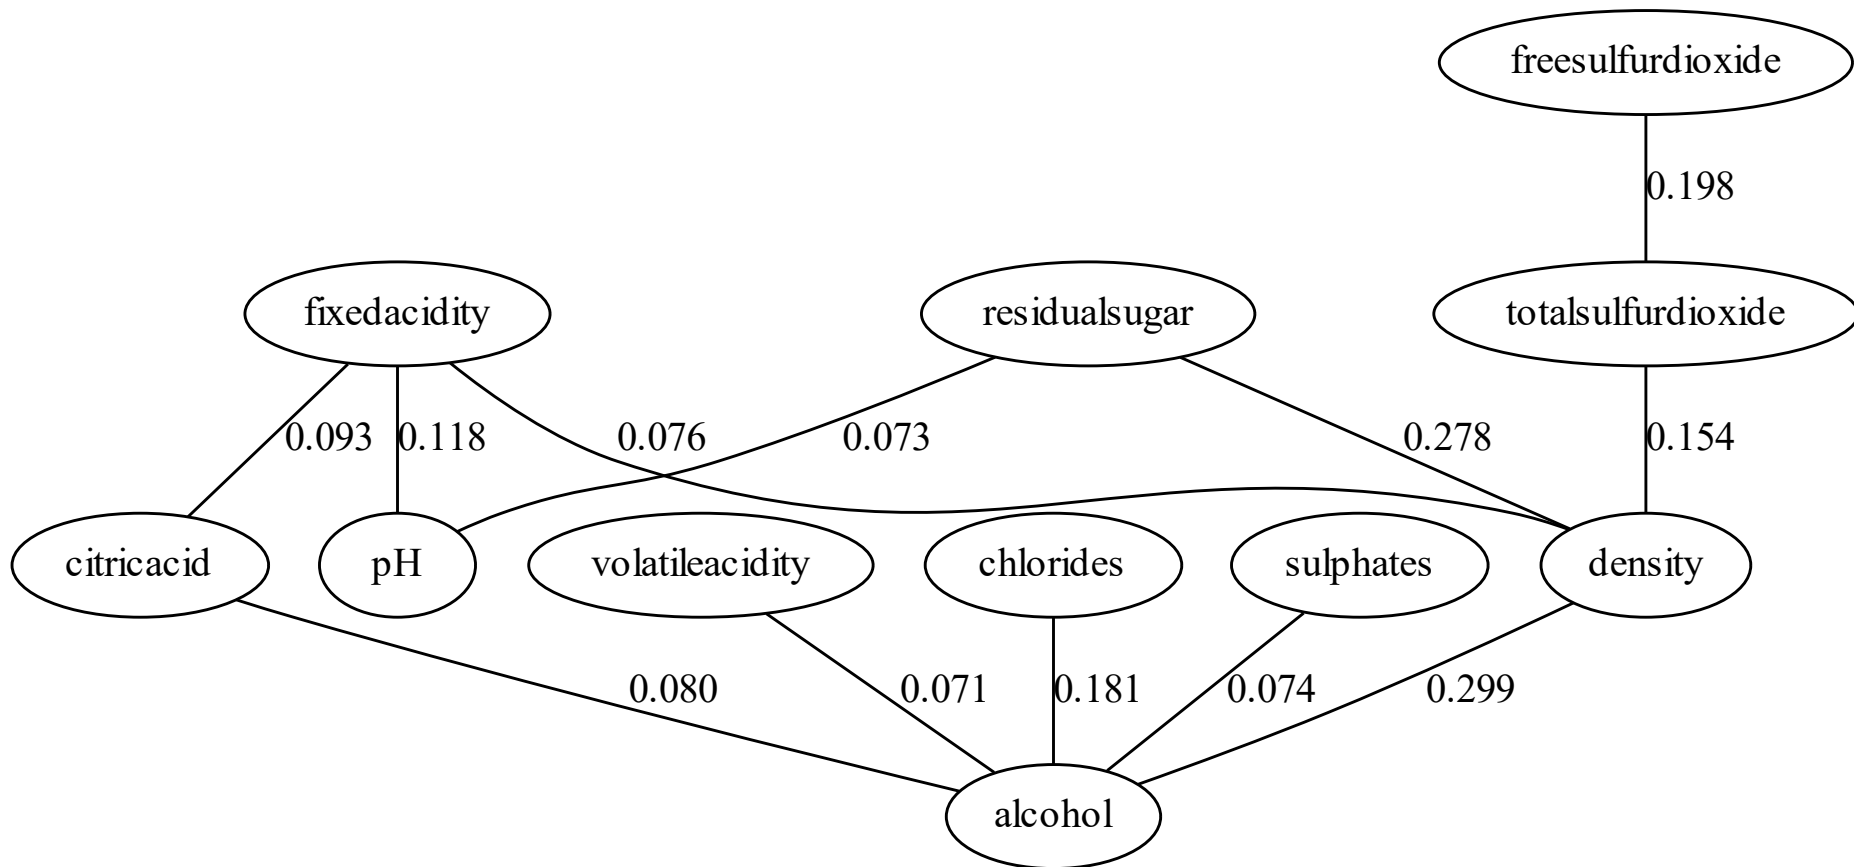 freesulfurdioxide
0.198
fixedacidity
residualsugar
totalsulfurdioxide
0.093
0.118
0.076
0.073
0.278
0.154
citricacid
pH
volatileacidity
chlorides
sulphates
density
0.080
0.071
0.181
0.074
0.299
alcohol